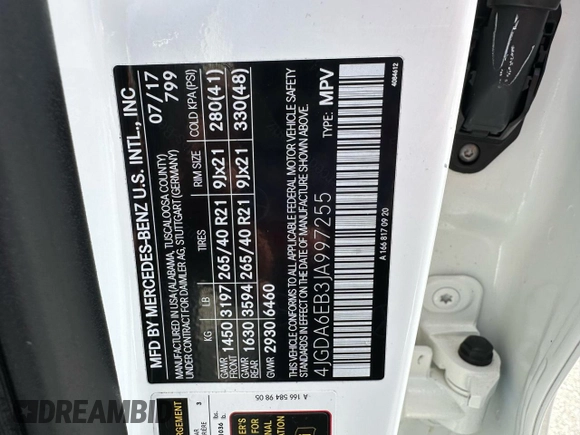 MFD BY MERCEDES-BENZ U.S. INTL., INC
MANUFACTURED IN USA (ALABAMA, TUSCALOOSA COUNTY)
UNDER CONTRACT FOR DAIMLER AG, STUTTGART (GERMANY)
07/17
799
KG LB TIRES RIM SIZE COLD KPA (PSI)
GAWR FRONT 1450 3197 265/40 R21 9Jx21 280(41)
GAWR REAR 1630 3594 265/40 R21 9Jx21 330(48)
GVWR 2930 6460
THIS VEHICLE CONFORMS TO ALL APPLICABLE FEDERAL MOTOR VEHICLE SAFETY
STANDARDS IN EFFECT ON THE DATE OF MANUFACTURE SHOWN ABOVE.
4JGDA6EB3JA997255
TYPE: MPV
A 166 817 09 20
4084612
A 166 584 98 05
3
DREAMBID